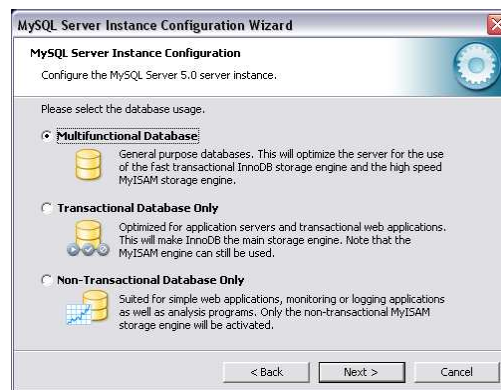 MySQL Server Instance Configuration Wizard
MySQL Server Instance Configuration
Configure the MySQL Server 5.0 server instance.
Please select the database usage.
Multifunctional Database
General purpose databases. This will optimize the server for the use
of the fast transactional InnoDB storage engine and the high speed
MyISAM storage engine.
Transactional Database Only
Optimized for application servers and transactional web applications.
This will make InnoDB the main storage engine. Note that the
MyISAM engine can still be used.
Non-Transactional Database Only
Suited for simple web applications, monitoring or logging applications
as well as analysis programs. Only the non-transactional MyISAM
storage engine will be activated.
< Back
Next >
Cancel